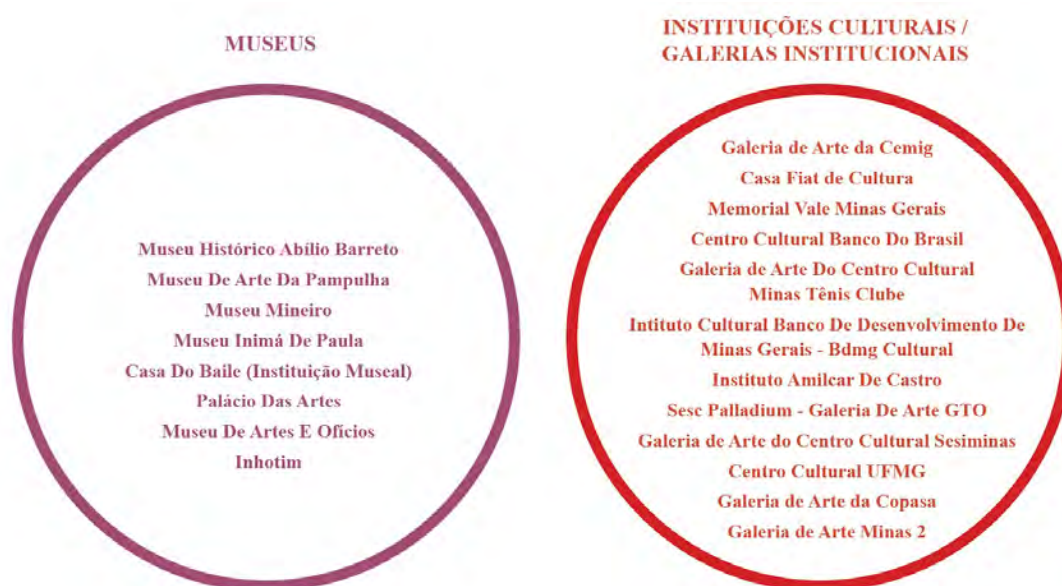 MUSEUS
Museu Histórico Abílio Barreto
Museu De Arte Da Pampulha
Museu Mineiro
Museu Inimá De Paula
Casa Do Baile (Instituição Museal)
Palácio Das Artes
Museu De Artes E Ofícios
Inhotim
INSTITUIÇÕES CULTURAIS /
GALERIAS INSTITUCIONAIS
Galeria de Arte da Cemig
Casa Fiat de Cultura
Memorial Vale Minas Gerais
Centro Cultural Banco Do Brasil
Galeria de Arte Do Centro Cultural
Minas Tênis Clube
Intituto Cultural Banco De Desenvolvimento De
Minas Gerais - Bdmg Cultural
Instituto Amilcar De Castro
Sesc Palladium - Galeria De Arte GTO
Galeria de Arte do Centro Cultural Sesiminas
Centro Cultural UFMG
Galeria de Arte da Copasa
Galeria de Arte Minas 2